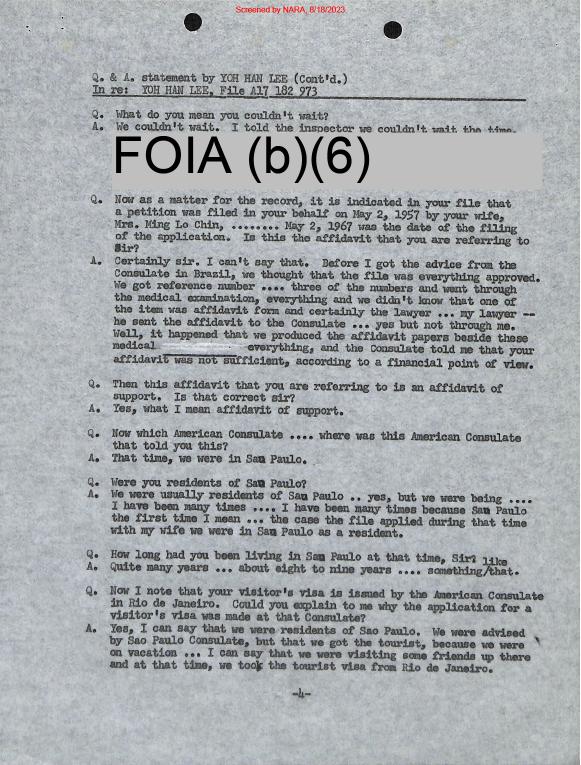 Screened by NARA, 8/18/2023
Q. & A. statement by YOH HAN LEE (Cont'd.)
In re: YOH HAN LEE, File A17 182 973
Q. What do you mean you couldn't wait?
A. We couldn't wait. I told the inspector we couldn't wait the time.
FOIA (b)(6)
Q. Now as a matter for the record, it is indicated in your file that
a petition was filed in your behalf on May 2, 1957 by your wife,
Mrs. Ming Lo Chin, ........ May 2, 1967 was the date of the filing
of the application. Is this the affidavit that you are referring to
Sir?
A. Certainly sir. I can't say that. Before I got the advice from the
Consulate in Brazil, we thought that the file was everything approved.
We got reference number .... three of the numbers and went through
the medical examination, everything and we didn't know that one of
the item was affidavit form and certainly the lawyer ... my lawyer --
he sent the affidavit to the Consulate ... yes but not through me.
Well, it happened that we produced the affidavit papers beside these
medical everything, and the Consulate told me that your
affidavit was not sufficient, according to a financial point of view.
Q. Then this affidavit that you are referring to is an affidavit of
support. Is that correct sir?
A. Yes, what I mean affidavit of support.
Q. Now which American Consulate .... where was this American Consulate
that told you this?
A. That time, we were in San Paulo.
Q. Were you residents of San Paulo?
A. We were usually residents of San Paulo .. yes, but we were being ....
I have been many times .... I have been many times because San Paulo
the first time I mean ... the case the file applied during that time
with my wife we were in San Paulo as a resident.
Q. How long had you been living in San Paulo at that time, Sir?
A. Quite many years ... about eight to nine years .... something/like that.
Q. Now I note that your visitor's visa is issued by the American Consulate
in Rio de Janeiro. Could you explain to me why the application for a
visitor's visa was made at that Consulate?
A. Yes, I can say that we were residents of Sao Paulo. We were advised
by Sao Paulo Consulate, but that we got the tourist, because we were
on vacation ... I can say that we were visiting some friends up there
and at that time, we took the tourist visa from Rio de Janeiro.
-4-